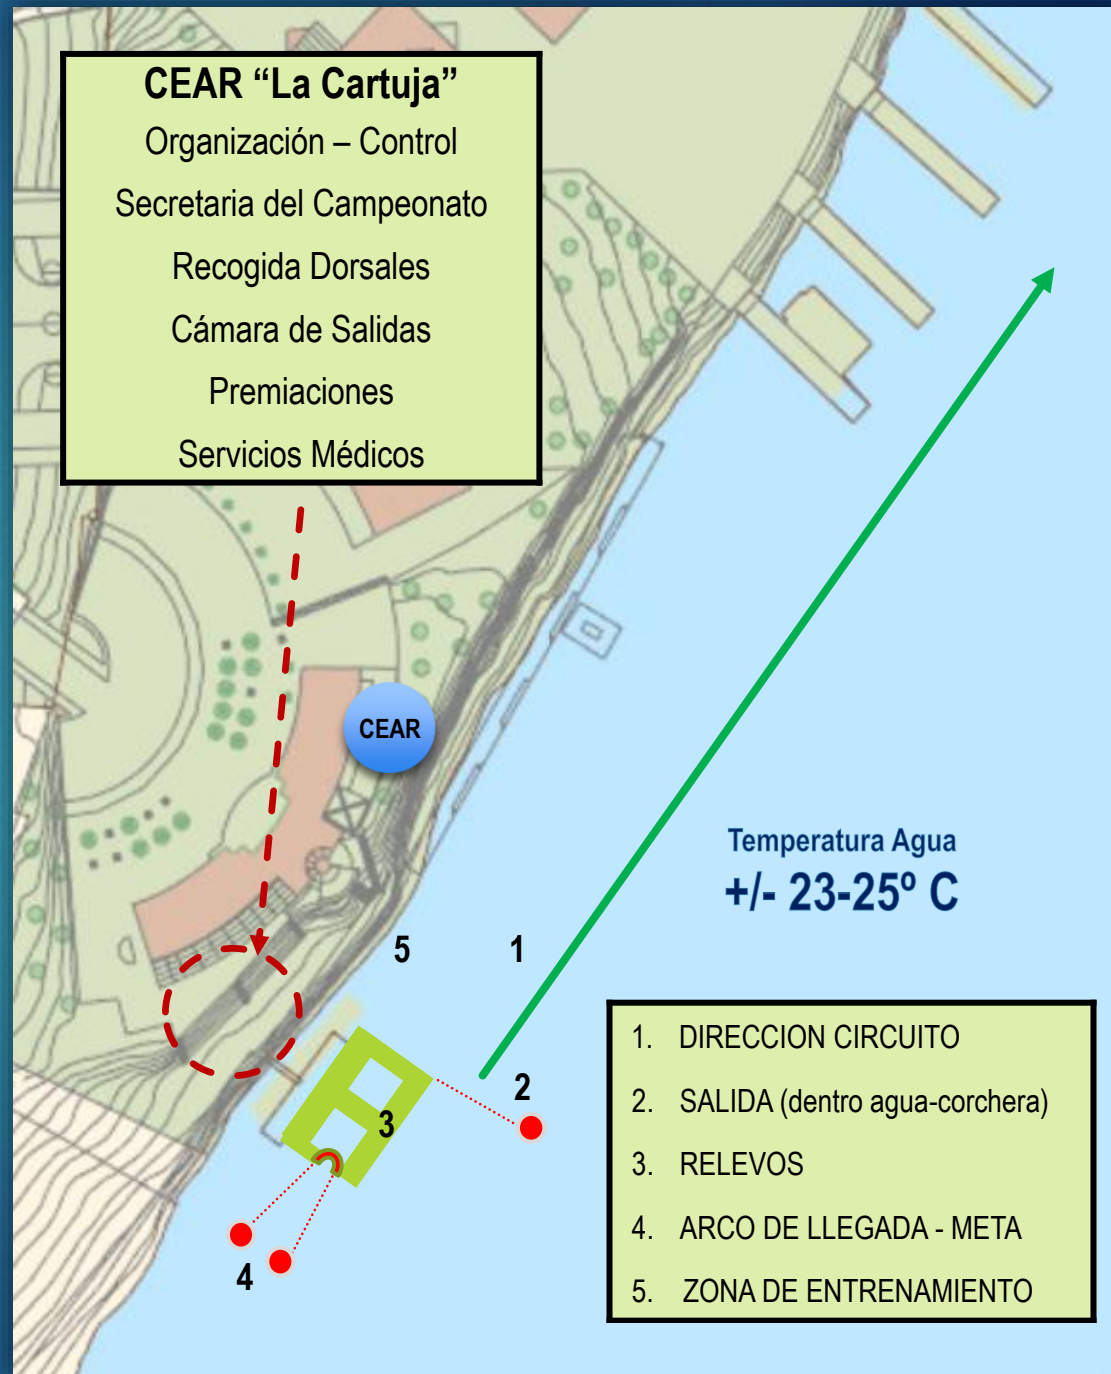 CEAR “La Cartuja”
Organización – Control
Secretaria del Campeonato
Recogida Dorsales
Cámara de Salidas
Premiaciones
Servicios Médicos
CEAR
Temperatura Agua
+/- 23-25º C
5
1
2
3
4
1. DIRECCION CIRCUITO
2. SALIDA (dentro agua-corchera)
3. RELEVOS
4. ARCO DE LLEGADA - META
5. ZONA DE ENTRENAMIENTO